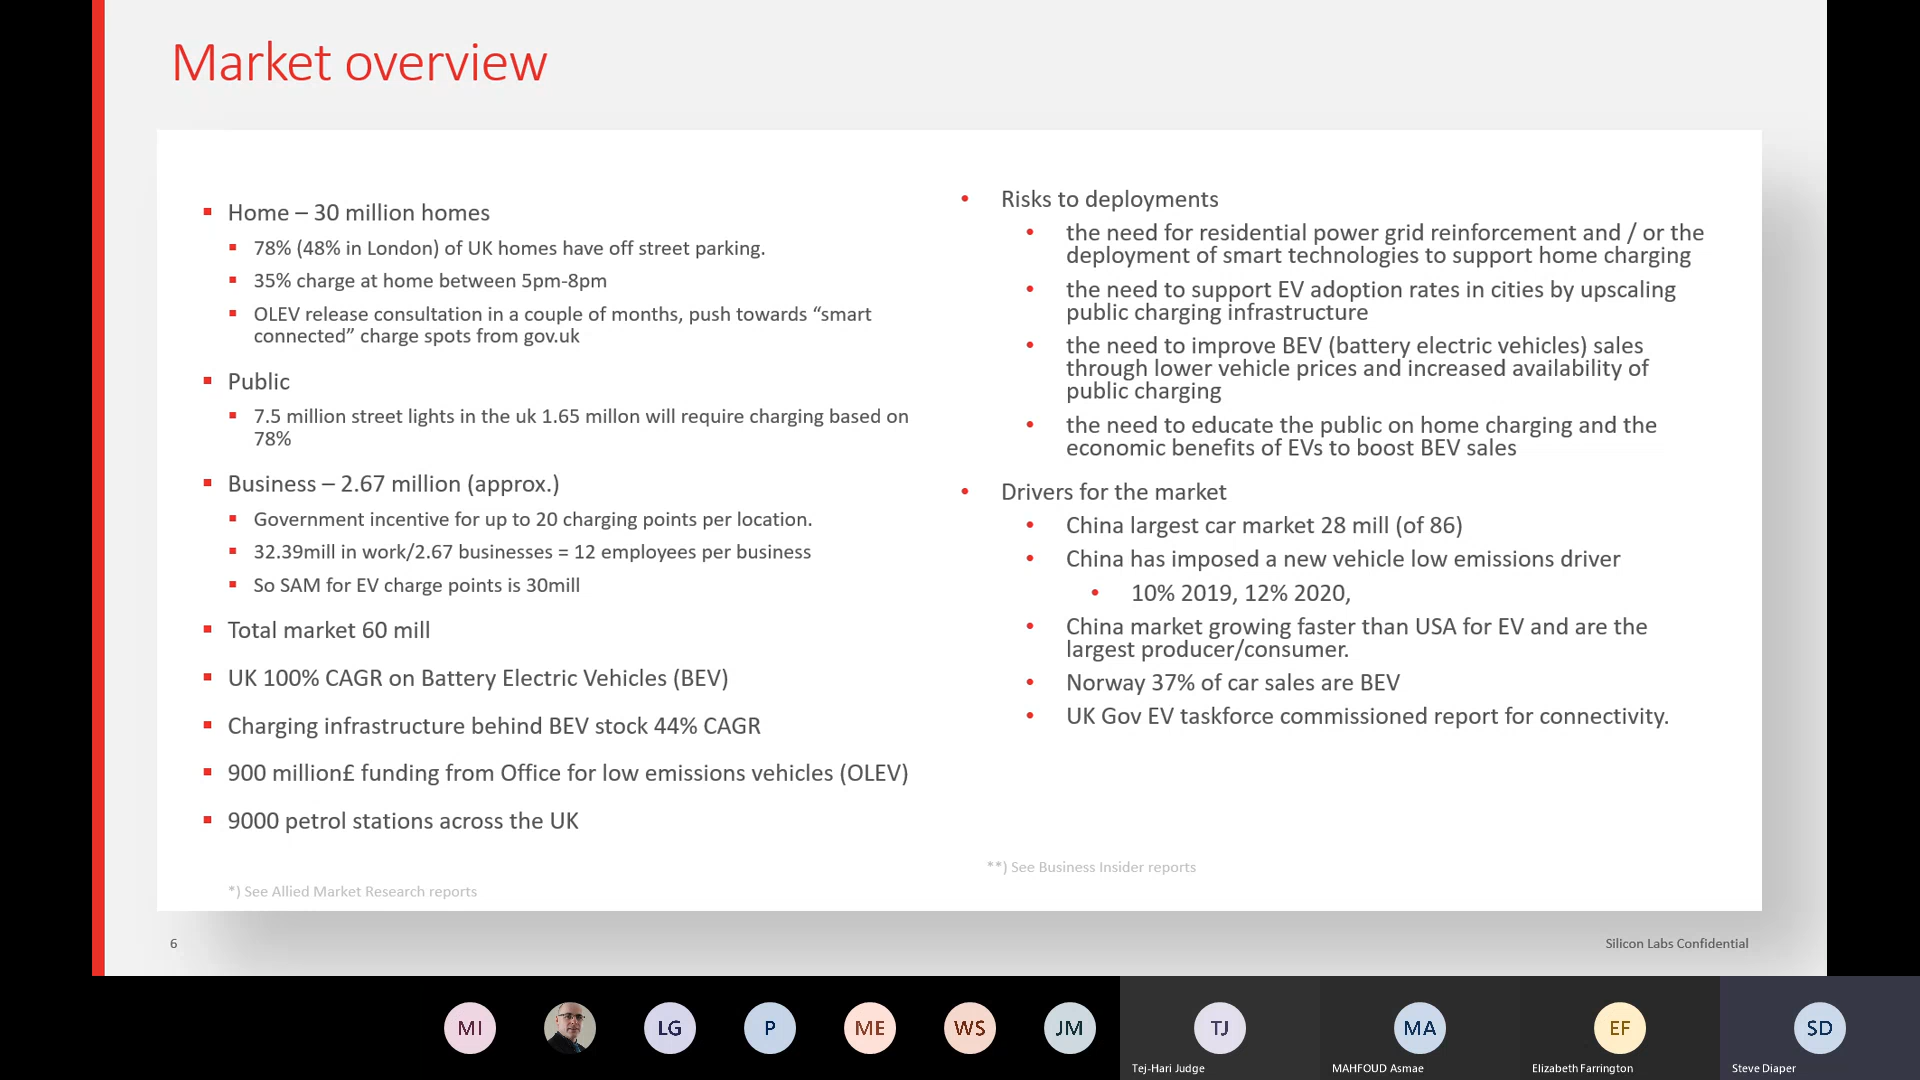 Market overview
Home – 30 million homes
78% (48% in London) of UK homes have off street parking.
35% charge at home between 5pm-8pm
OLEV release consultation in a couple of months, push towards “smart
connected” charge spots from gov.uk
Public
7.5 million street lights in the uk 1.65 millon will require charging based on
78%
Business – 2.67 million (approx.)
Government incentive for up to 20 charging points per location.
32.39mill in work/2.67 businesses = 12 employees per business
So SAM for EV charge points is 30mill
Total market 60 mill
UK 100% CAGR on Battery Electric Vehicles (BEV)
Charging infrastructure behind BEV stock 44% CAGR
900 million£ funding from Office for low emissions vehicles (OLEV)
9000 petrol stations across the UK
*) See Allied Market Research reports
Risks to deployments
the need for residential power grid reinforcement and / or the
deployment of smart technologies to support home charging
the need to support EV adoption rates in cities by upscaling
public charging infrastructure
the need to improve BEV (battery electric vehicles) sales
through lower vehicle prices and increased availability of
public charging
the need to educate the public on home charging and the
economic benefits of EVs to boost BEV sales
Drivers for the market
China largest car market 28 mill (of 86)
China has imposed a new vehicle low emissions driver
10% 2019, 12% 2020,
China market growing faster than USA for EV and are the
largest producer/consumer.
Norway 37% of car sales are BEV
UK Gov EV taskforce commissioned report for connectivity.
**) See Business Insider reports
6
Silicon Labs Confidential
MI
LG
P
ME
WS
JM
TJ
Tej-Hari Judge
MA
MAHFOUD Asmae
EF
Elizabeth Farrington
SD
Steve Diaper